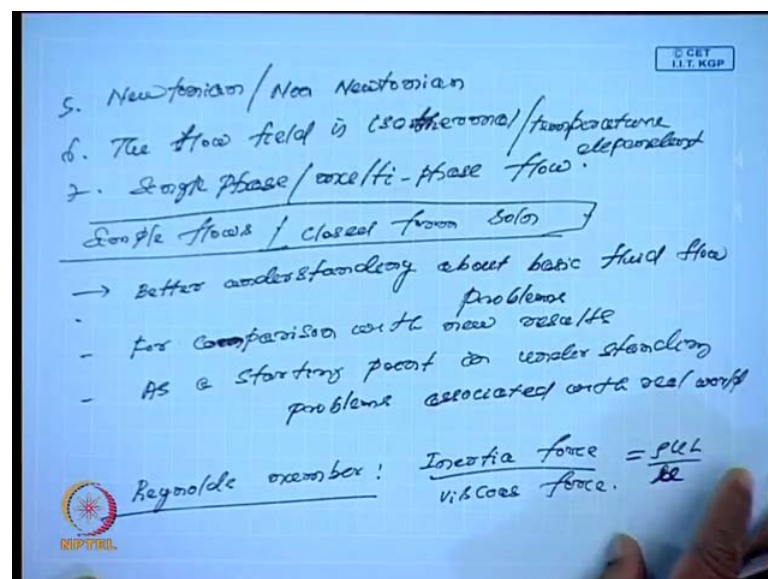 © CET
I.I.T. KGP
5. Newtonian / Non Newtonian
6. The flow field is isothermal / temperature
dependent
7. Single phase / multi-phase flow.
Simple flows / closed form soln
→ Better understanding about basic fluid flow
problems
- For comparison with new results
- As a starting point in understanding
problems associated with real world
Reynolds number: Inertia force / viscous force. = ρUL / μ
NPTEL